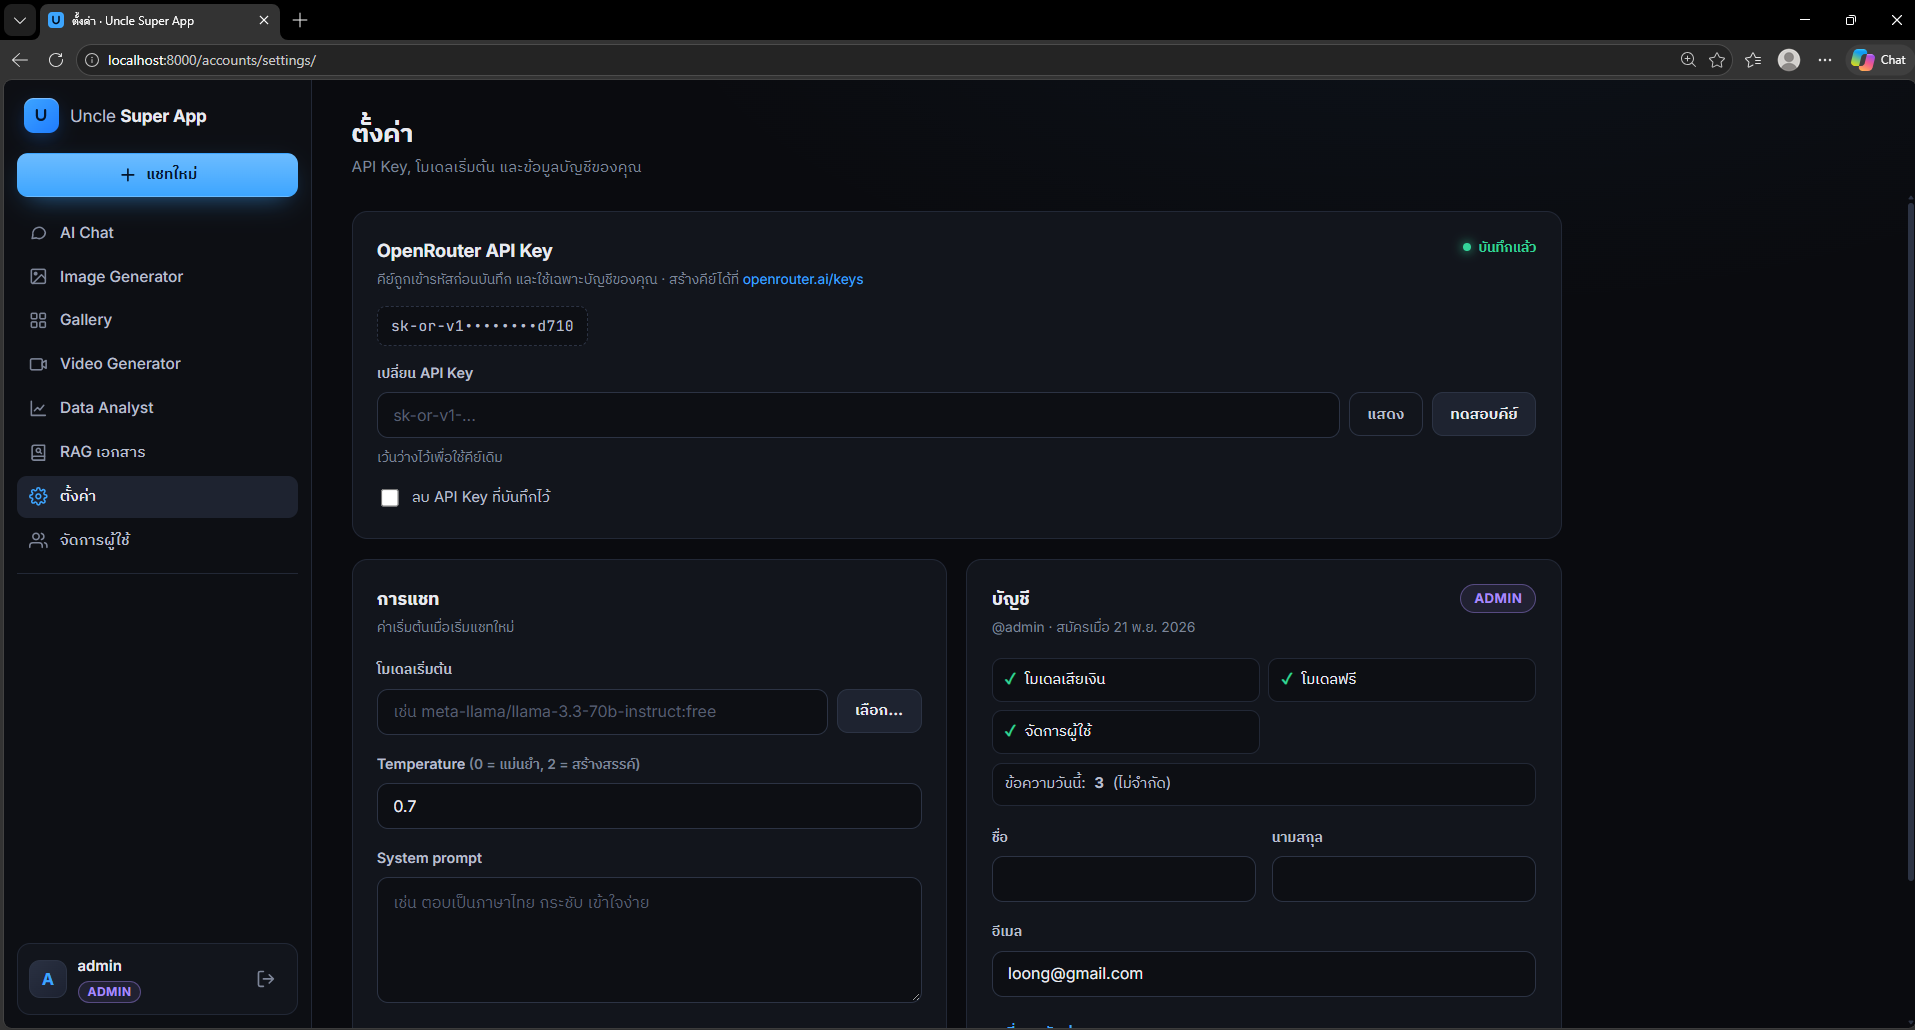 ตั้งค่า · Uncle Super App
localhost:8000/accounts/settings/
Chat
U
Uncle Super App
+ แชทใหม่
AI Chat
Image Generator
Gallery
Video Generator
Data Analyst
RAG เอกสาร
ตั้งค่า
จัดการผู้ใช้
A
admin
ADMIN
ตั้งค่า
API Key, โมเดลเริ่มต้น และข้อมูลบัญชีของคุณ
OpenRouter API Key
บันทึกแล้ว
คีย์ถูกเข้ารหัสก่อนบันทึก และใช้เฉพาะบัญชีของคุณ · สร้างคีย์ได้ที่ openrouter.ai/keys
sk-or-v1••••••••d710
เปลี่ยน API Key
sk-or-v1-...
แสดง
ทดสอบคีย์
เว้นว่างไว้เพื่อใช้คีย์เดิม
ลบ API Key ที่บันทึกไว้
การแชท
ค่าเริ่มต้นเมื่อเริ่มแชทใหม่
โมเดลเริ่มต้น
เช่น meta-llama/llama-3.3-70b-instruct:free
เลือก...
Temperature (0 = แม่นยำ, 2 = สร้างสรรค์)
0.7
System prompt
เช่น ตอบเป็นภาษาไทย กระชับ เข้าใจง่าย
บัญชี
ADMIN
@admin · สมัครเมื่อ 21 พ.ย. 2026
✓ โมเดลเสียเงิน
✓ โมเดลฟรี
✓ จัดการผู้ใช้
ข้อความวันนี้: 3 (ไม่จำกัด)
ชื่อ
นามสกุล
อีเมล
loong@gmail.com